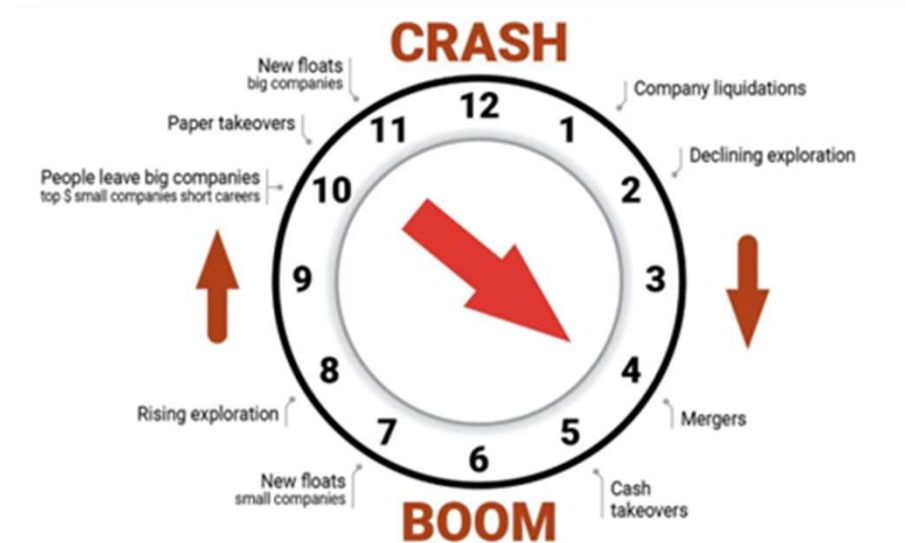 CRASH
New floats
big companies
Paper takeovers
People leave big companies
top $ small companies short careers
Rising exploration
New floats
small companies
12
1
2
3
4
5
6
7
8
9
10
11
Company liquidations
Declining exploration
Mergers
Cash
takeovers
BOOM